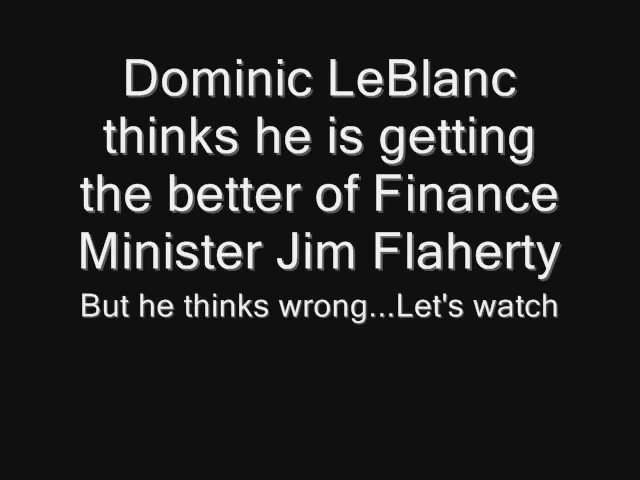 Dominic LeBlanc
thinks he is getting
the better of Finance
Minister Jim Flaherty
But he thinks wrong...Let's watch